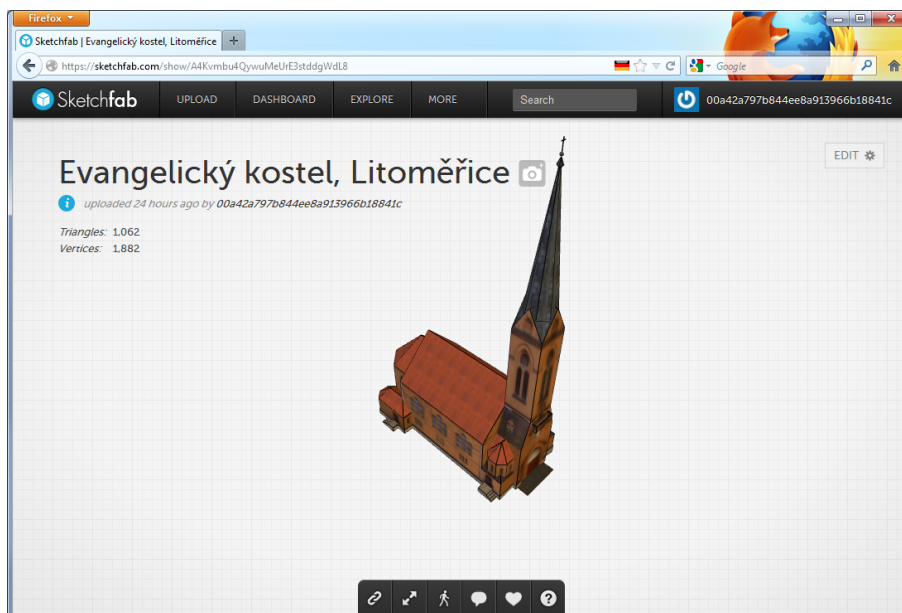 Firefox
Sketchfab | Evangelický kostel, Litoměřice
https://sketchfab.com/show/A4Kvmbu4QywuMeUrE3stddgWdL8
Google
Sketchfab
UPLOAD
DASHBOARD
EXPLORE
MORE
Search
00a42a797b844ee8a913966b18841c
Evangelický kostel, Litoměřice
EDIT
uploaded 24 hours ago by 00a42a797b844ee8a913966b18841c
Triangles: 1,062
Vertices: 1,882